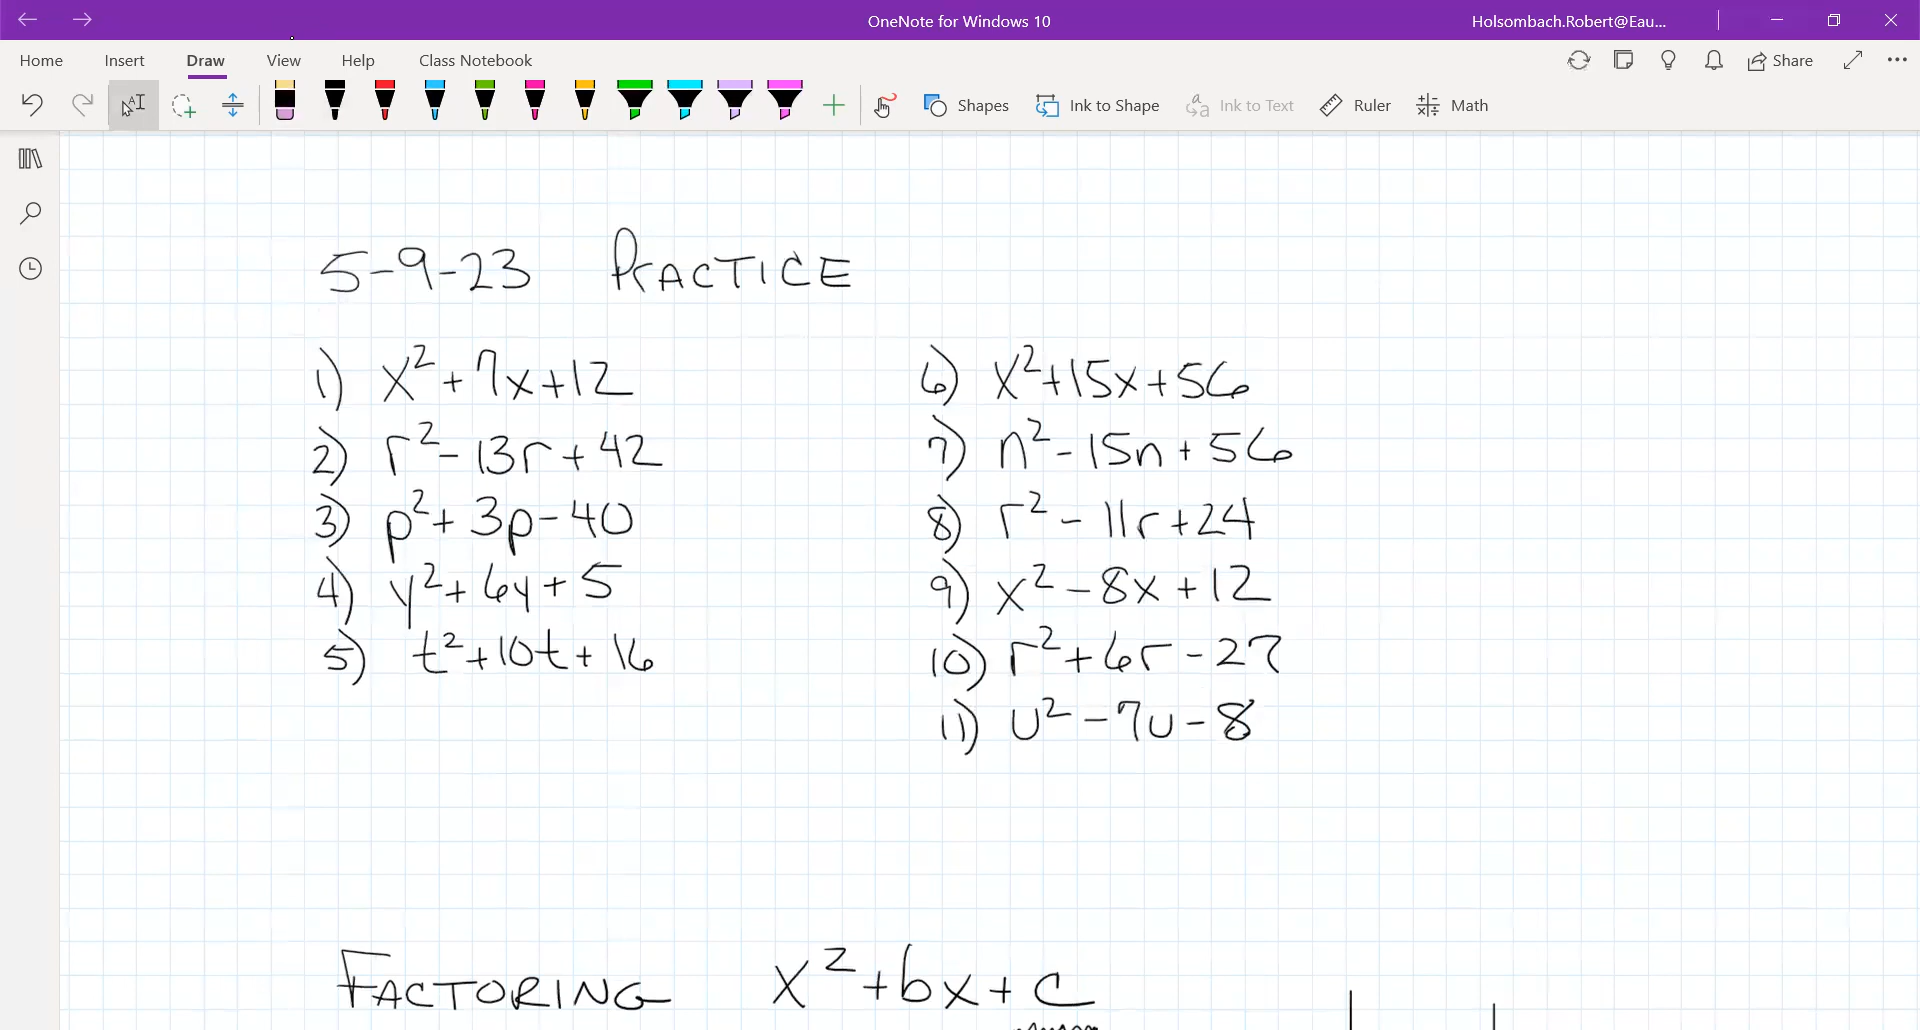 OneNote for Windows 10
Holsombach.Robert@Eau...
Home Insert Draw View Help Class Notebook
Share
Shapes Ink to Shape Ink to Text Ruler Math
5-9-23 PRACTICE
1) x² + 7x + 12
2) r² - 13r + 42
3) p² + 3p - 40
4) y² + 6y + 5
5) t² + 10t + 16
6) x² + 15x + 56
7) n² - 15n + 56
8) r² - 11r + 24
9) x² - 8x + 12
10) r² + 6r - 27
11) u² - 7u - 8
FACTORING x² + bx + c